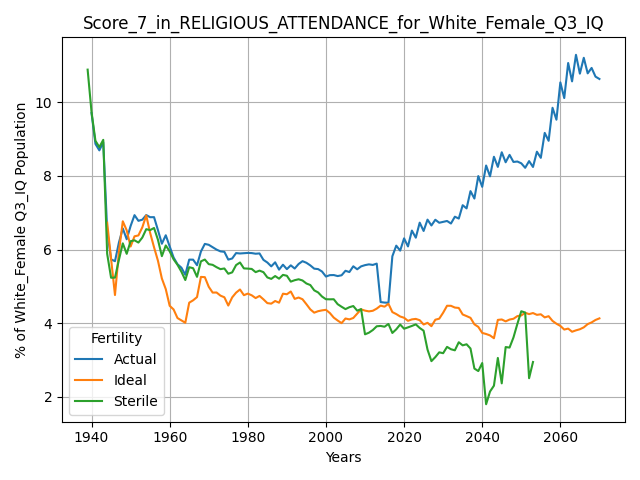 Score_7_in_RELIGIOUS_ATTENDANCE_for_White_Female_Q3_IQ
% of White_Female Q3_IQ Population
10
8
6
4
2
Fertility
Actual
Ideal
Sterile
1940 1960 1980 2000 2020 2040 2060
Years